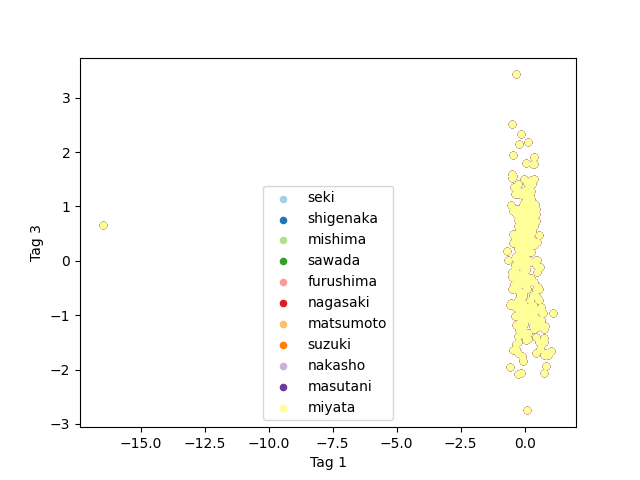 3
2
1
0
−1
−2
−3
Tag 3
seki
shigenaka
mishima
sawada
furushima
nagasaki
matsumoto
suzuki
nakasho
masutani
miyata
−15.0 −12.5 −10.0 −7.5 −5.0 −2.5 0.0
Tag 1